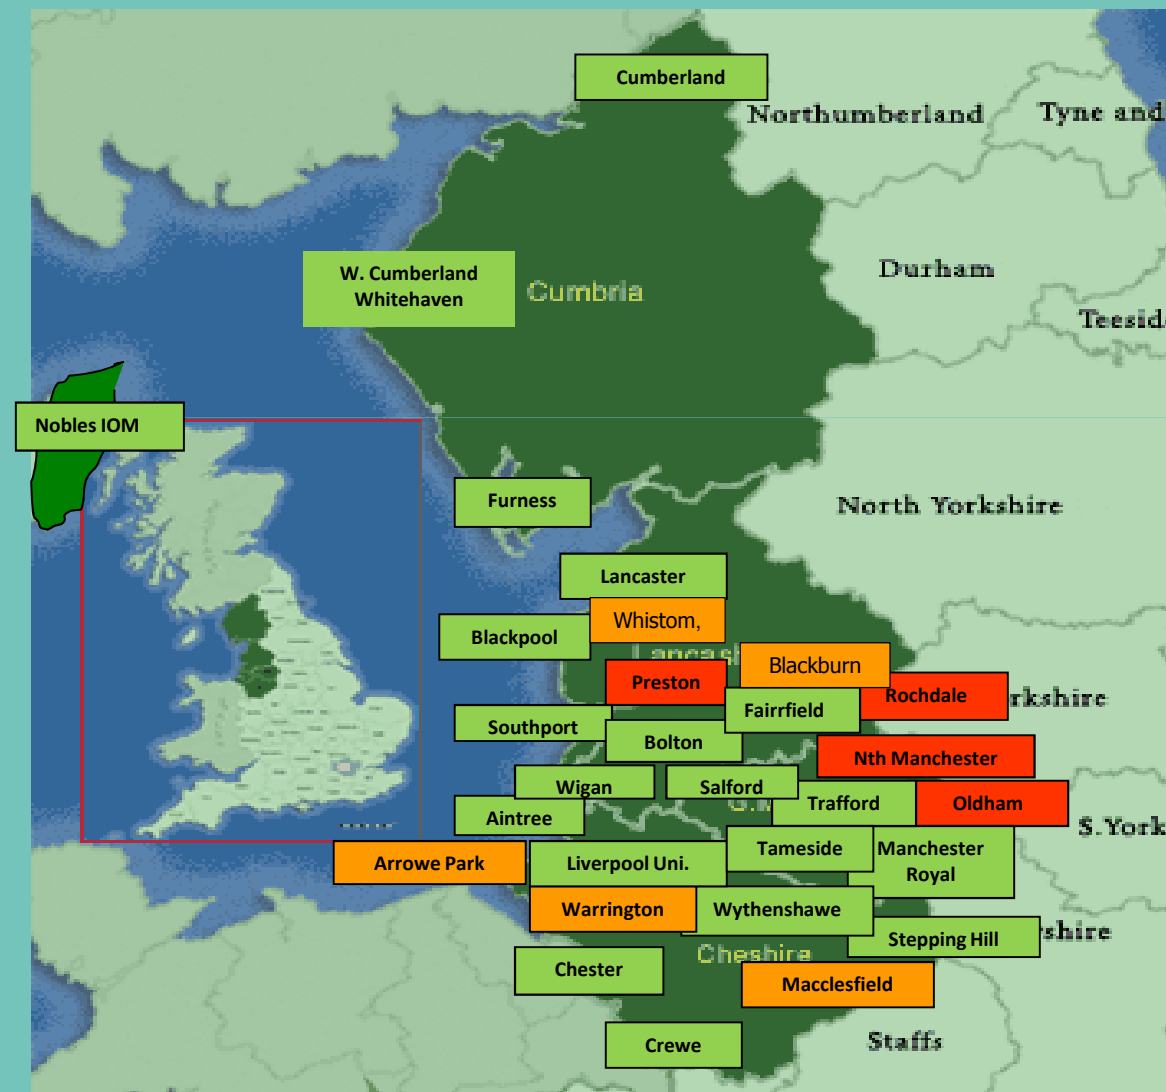 Cumberland
Northumberland
Tyne and
W. Cumberland
Whitehaven
Cumbria
Durham
Teesid
Nobles IOM
Furness
North Yorkshire
Lancaster
Whistom,
Blackpool
Lancash
Blackburn
Preston
Rochdale
rkshire
Fairrfield
Southport
Bolton
Nth Manchester
Wigan
Salford
G.M
Trafford
Oldham
Aintree
S.York
Tameside
Manchester
Royal
Arrowe Park
Liverpool Uni.
Warrington
Wythenshawe
Stepping Hill
shire
Cheshire
Chester
Macclesfield
Crewe
Staffs